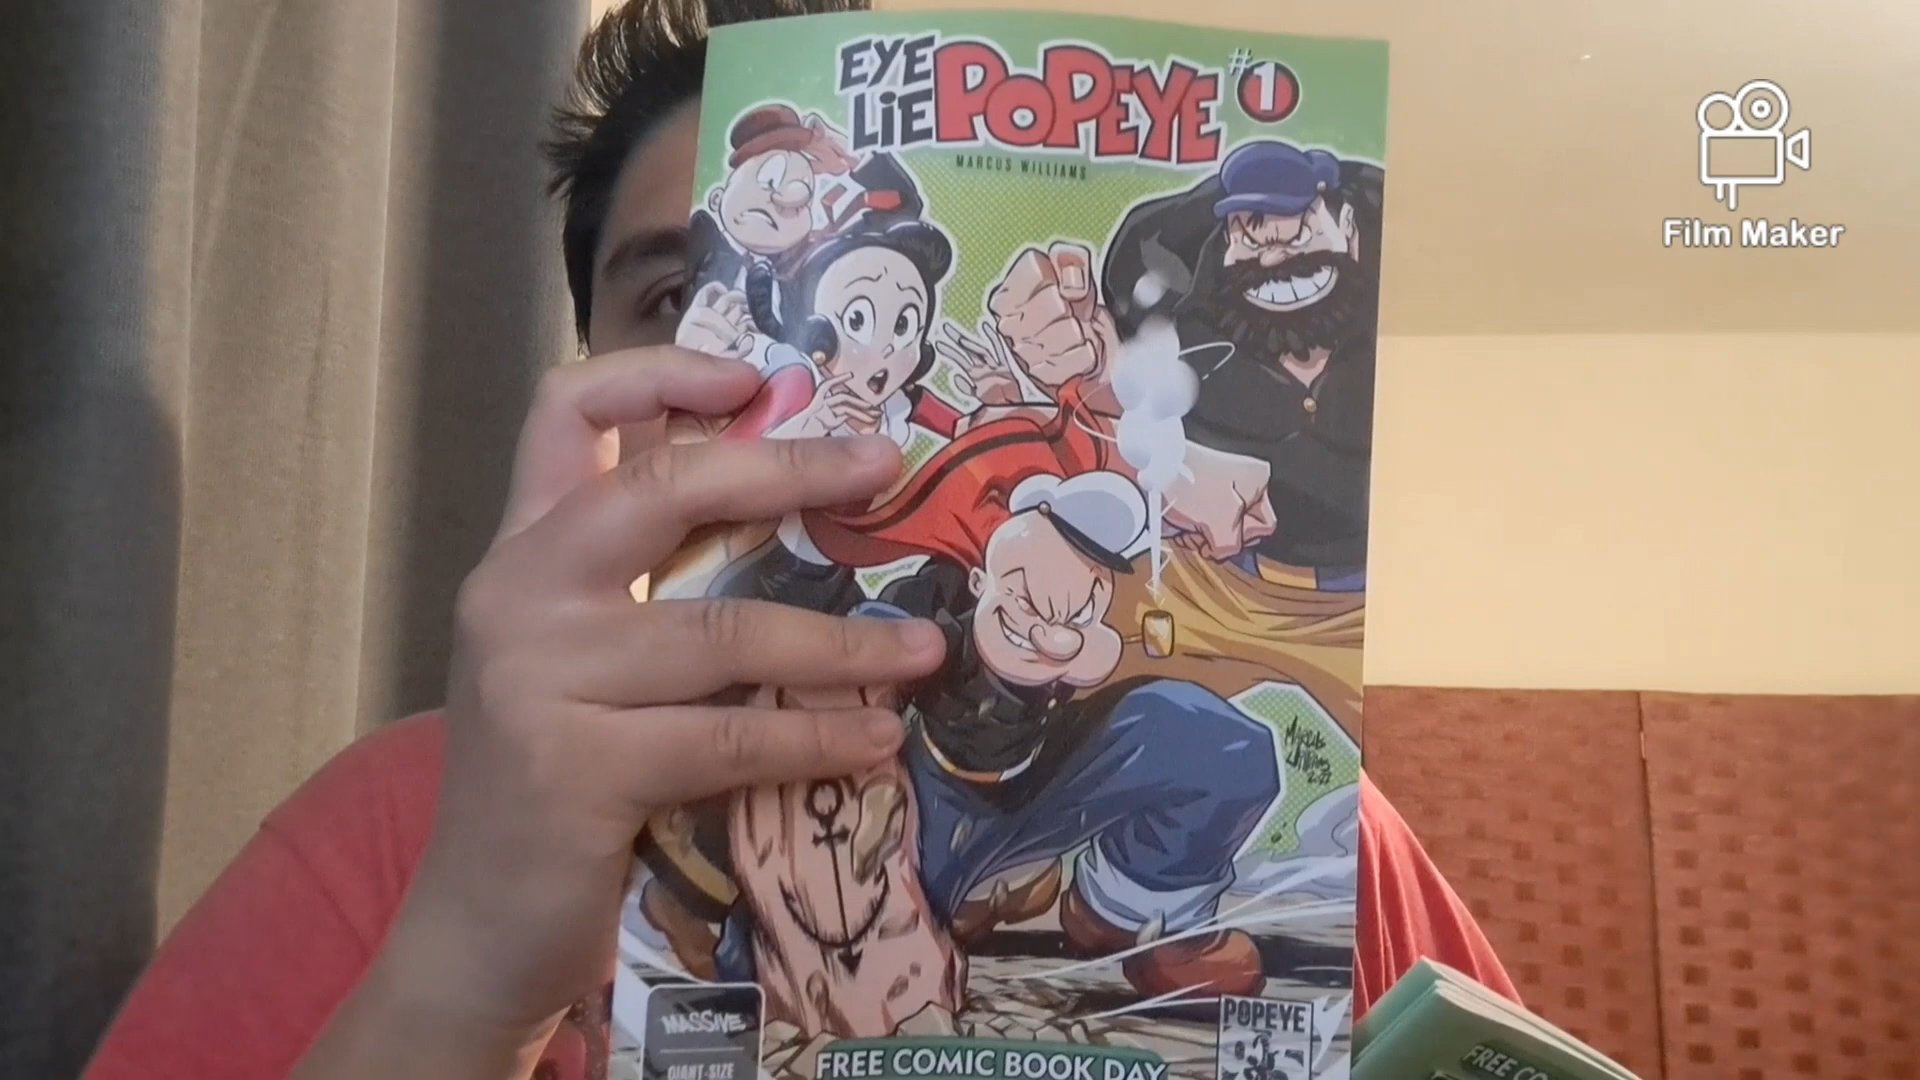 EYE
LiE
POPEYE
#1
MARCUS WILLIAMS
Film Maker
MASSIVE
GIANT-SIZE
FREE COMIC BOOK DAY
POPEYE
FREE CO